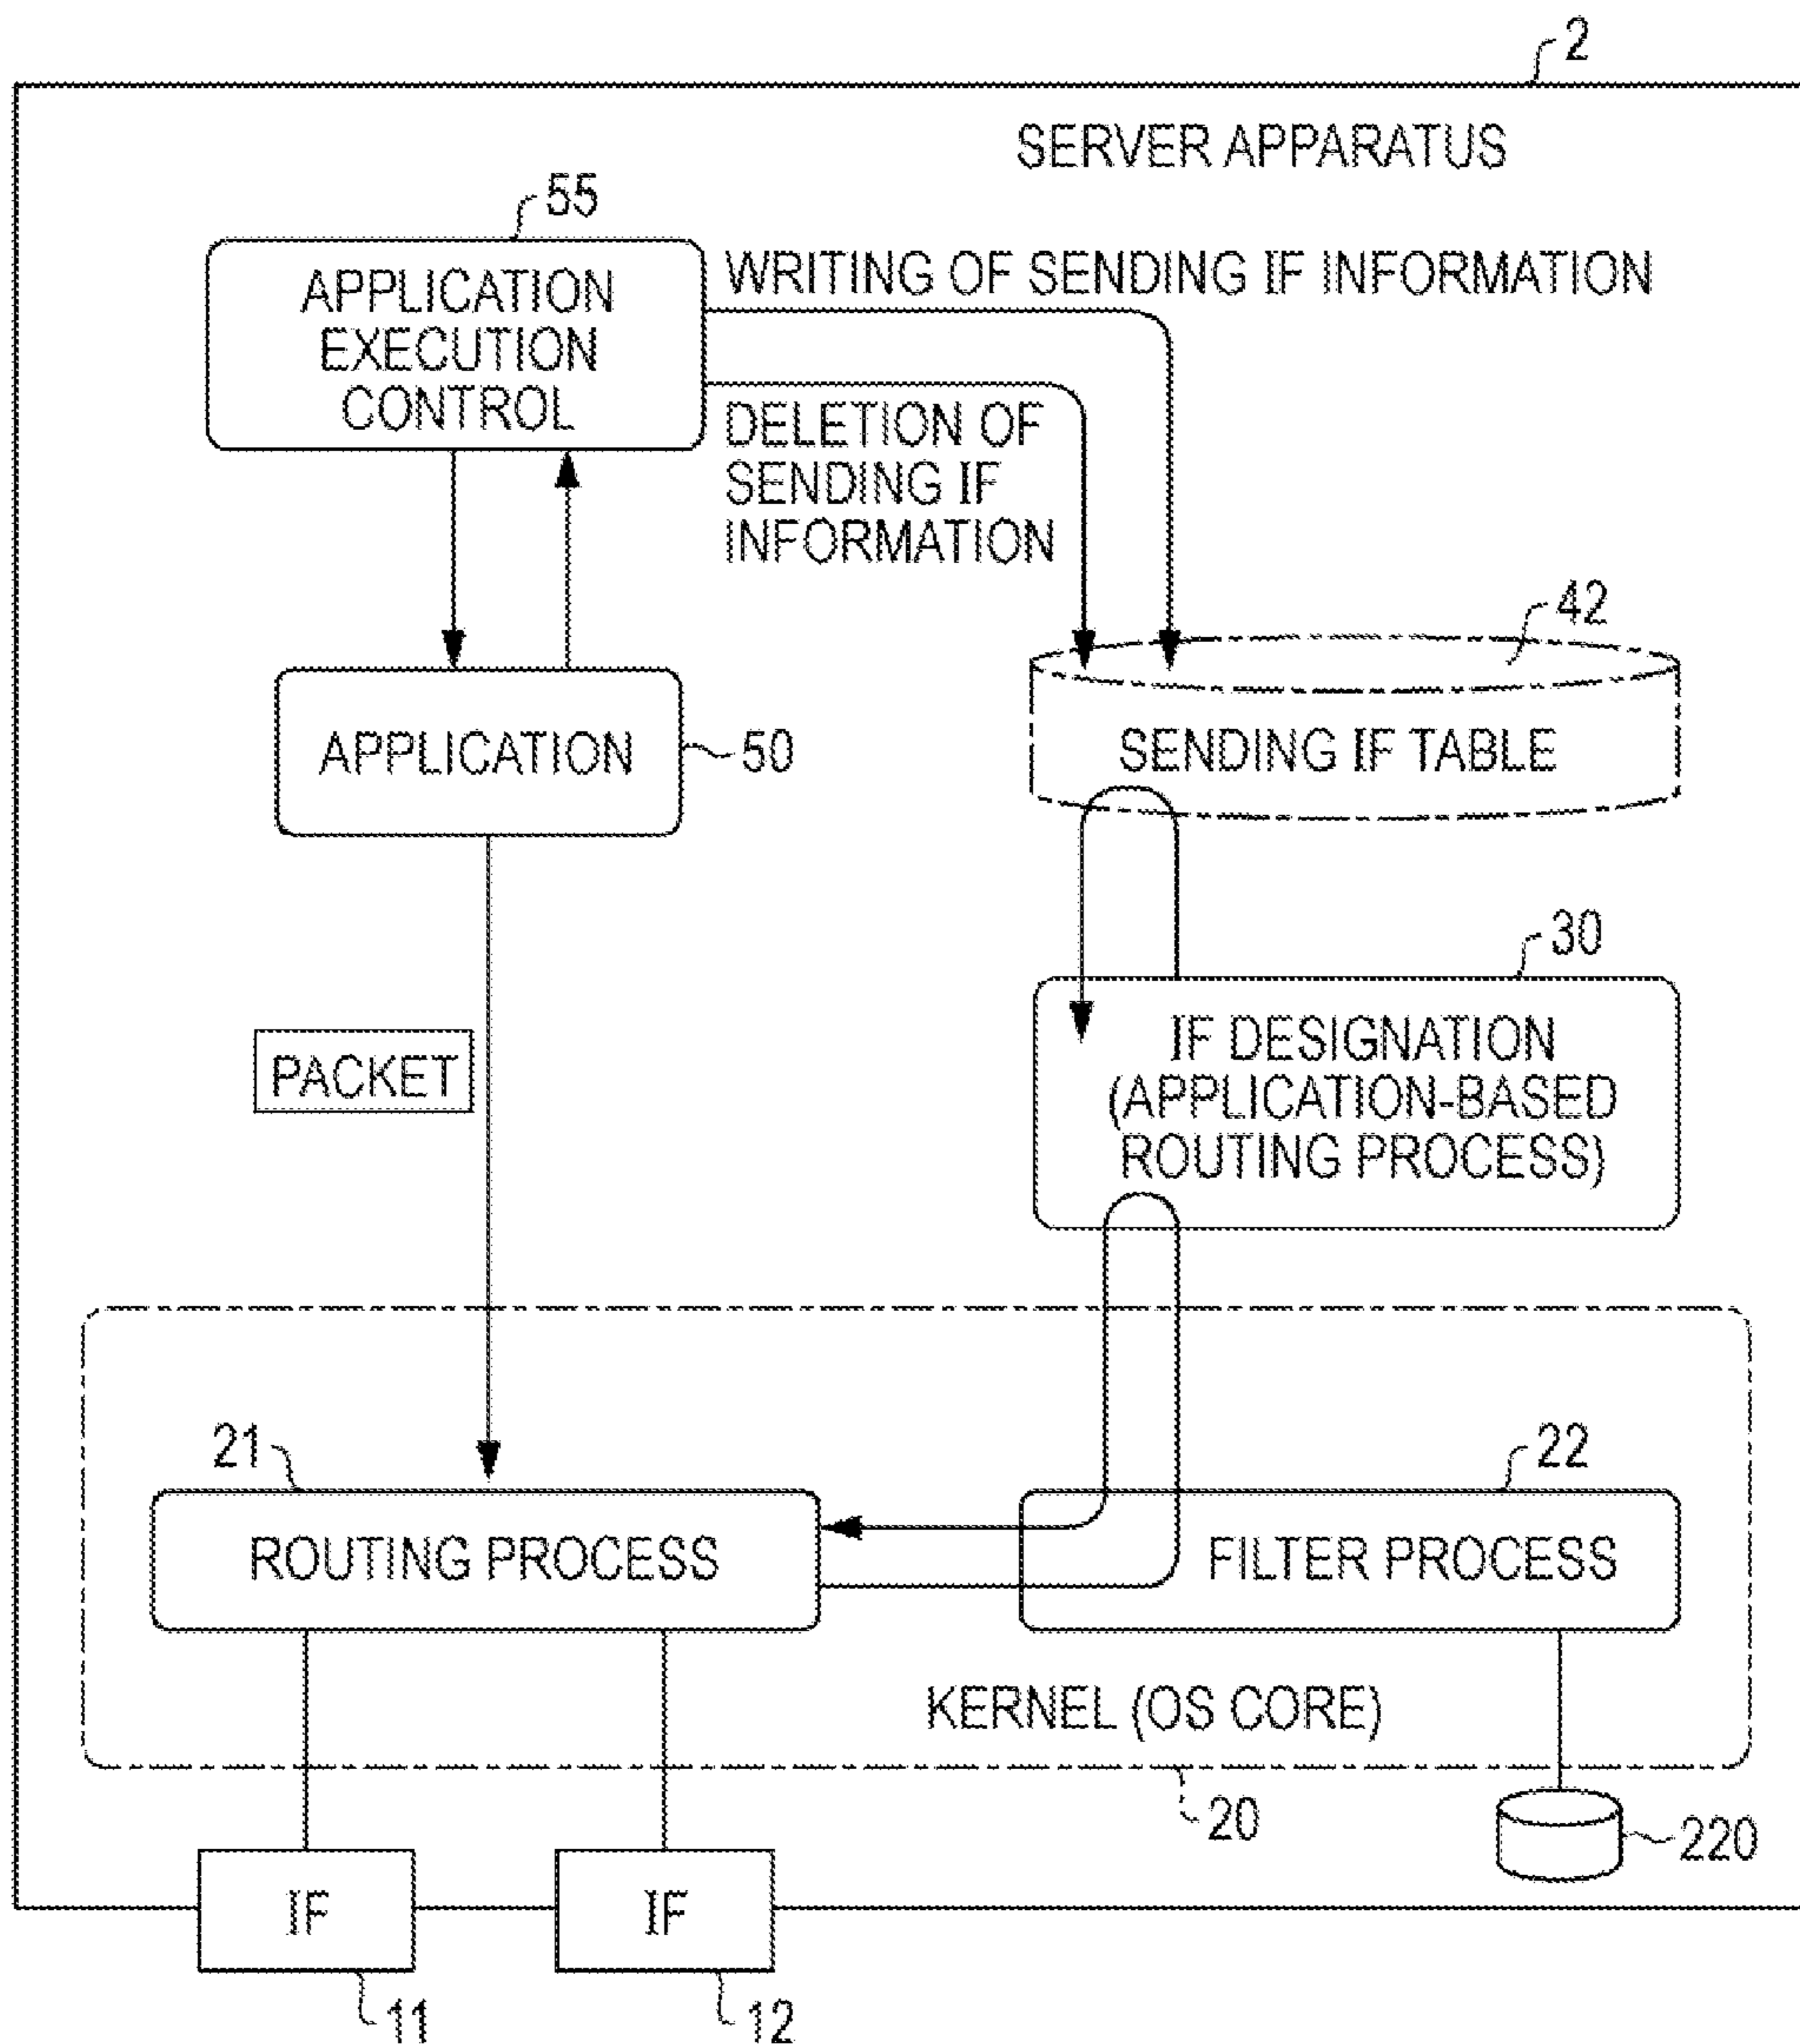 2
SERVER APPARATUS
55
APPLICATION
EXECUTION
CONTROL
WRITING OF SENDING IF INFORMATION
DELETION OF
SENDING IF
INFORMATION
42
SENDING IF TABLE
APPLICATION
50
30
IF DESIGNATION
(APPLICATION-BASED
ROUTING PROCESS)
PACKET
21
ROUTING PROCESS
22
FILTER PROCESS
KERNEL (OS CORE)
20
220
IF
IF
11
12